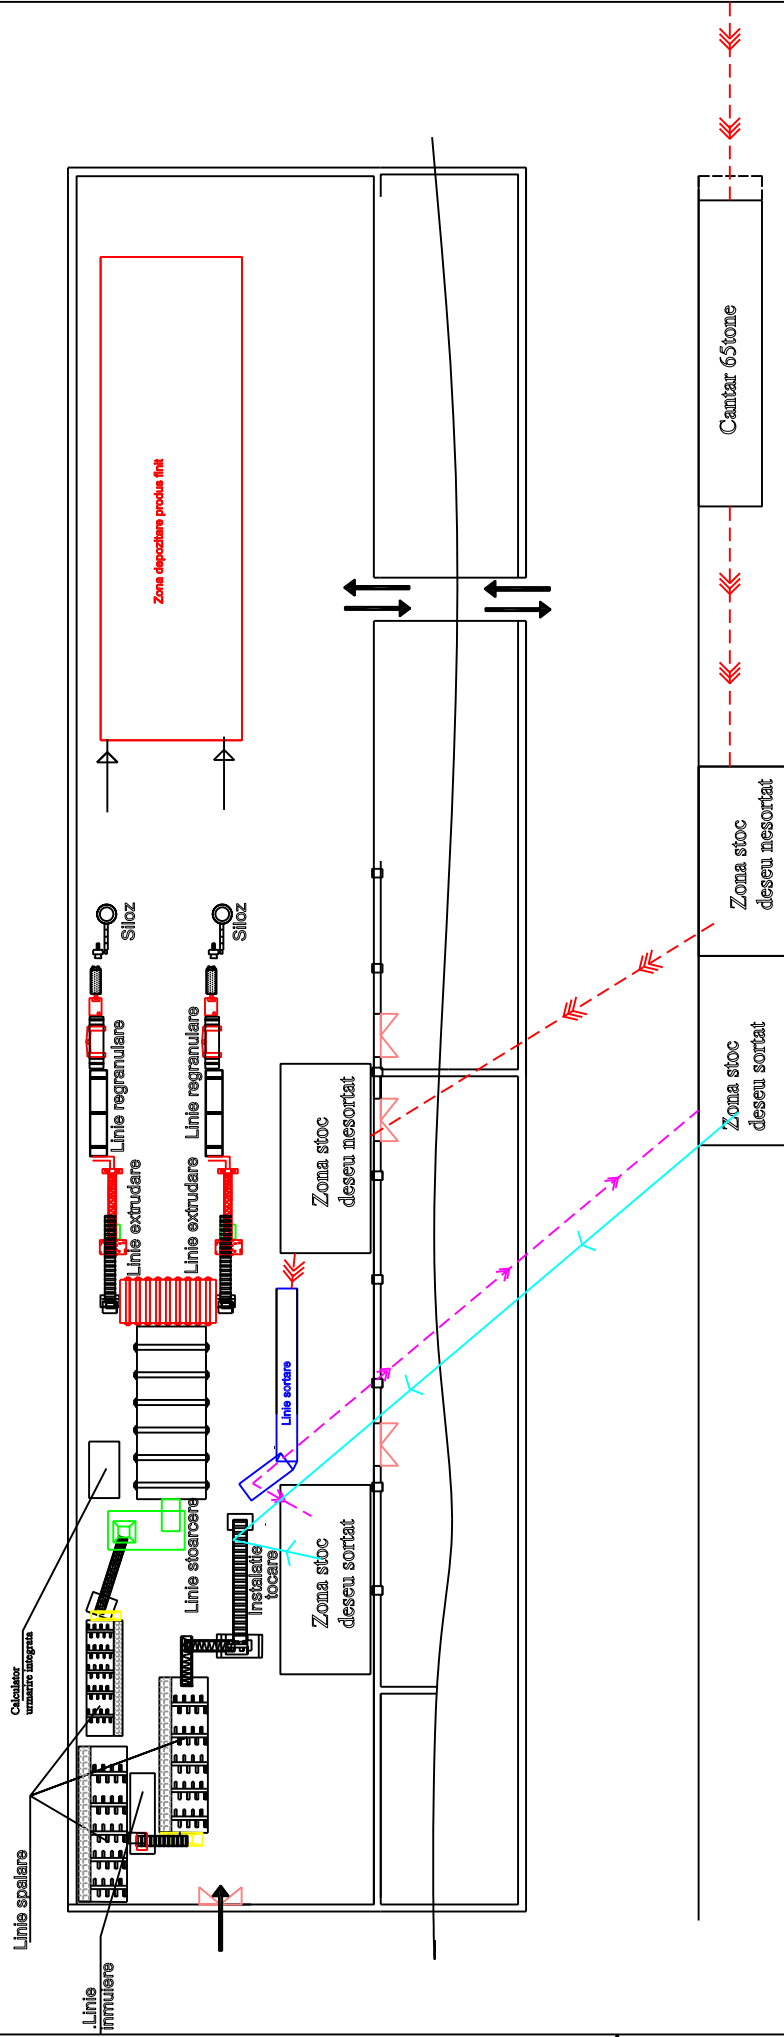 Cantar 65tone
Zona depozitare produs finit
Zona stoc
deseu nesortat
Siloz
Siloz
Linie regranulare
Linie regranulare
Zona stoc
deseu sortat
Zona stoc
deseu nesortat
Linie extrudare
Linie extrudare
Linie sortare
Linie stoarcere
Instalatie
tocare
Zona stoc
deseu sortat
Calculator
urmarire integrata
Linie spalare
.Linie
inmuiere